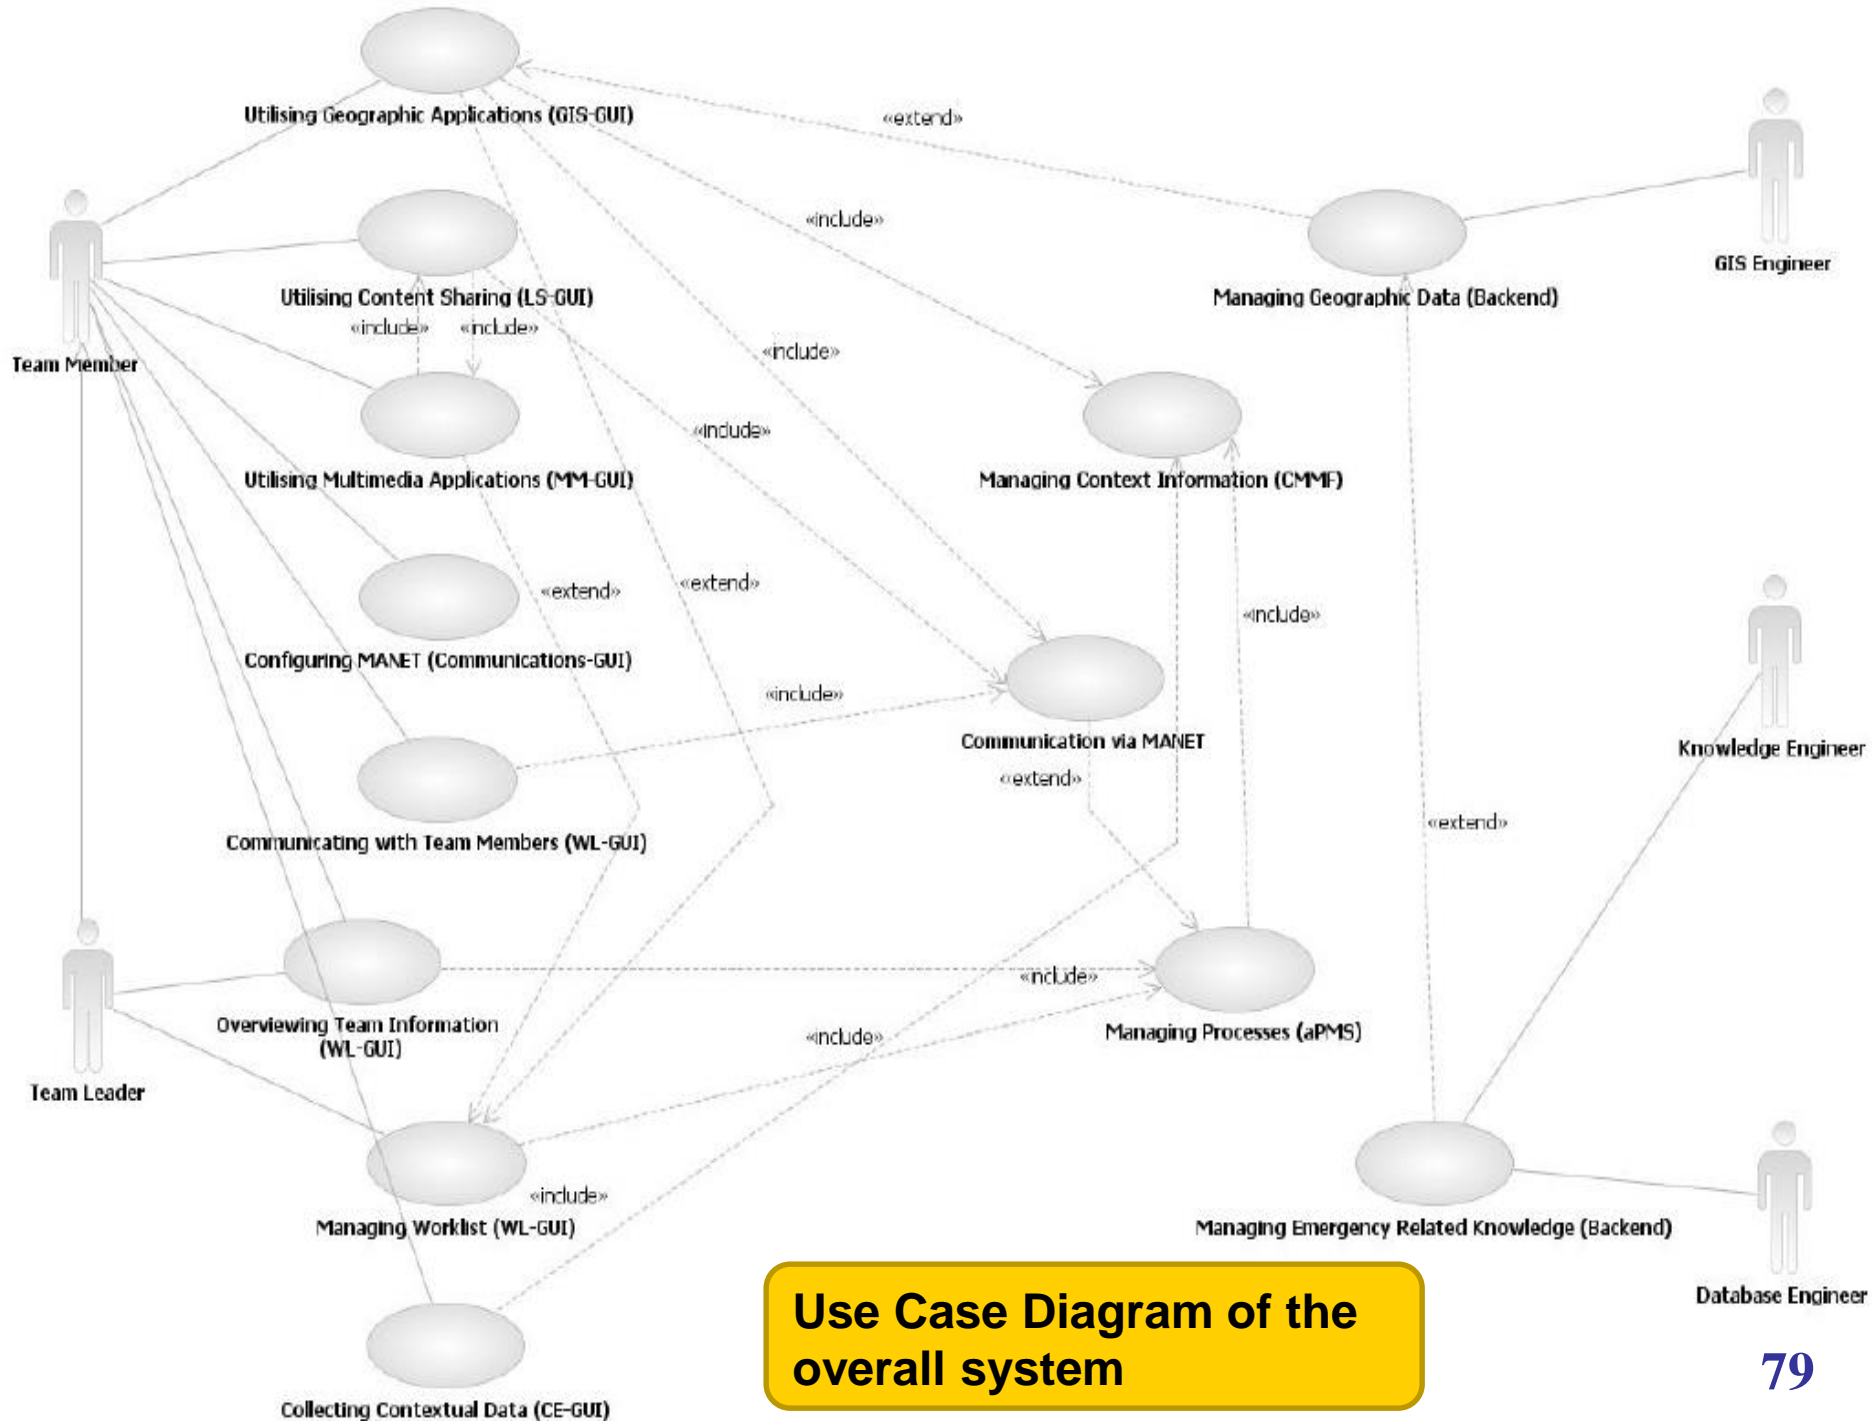 Utilising Geographic Applications (GIS-GUI)
«extend»
«include»
GIS Engineer
Utilising Content Sharing (LS-GUI)
Managing Geographic Data (Backend)
«include»
«include»
«include»
Team Member
«include»
Utilising Multimedia Applications (MM-GUI)
Managing Context Information (CMMF)
«extend»
«extend»
«include»
Configuring MANET (Communications-GUI)
«include»
Communication via MANET
Knowledge Engineer
«extend»
«extend»
Communicating with Team Members (WL-GUI)
«include»
Overviewing Team Information
(WL-GUI)
«include»
Managing Processes (aPMS)
Team Leader
«include»
Managing Worklist (WL-GUI)
Managing Emergency Related Knowledge (Backend)
Database Engineer
Use Case Diagram of the
overall system
79
Collecting Contextual Data (CE-GUI)